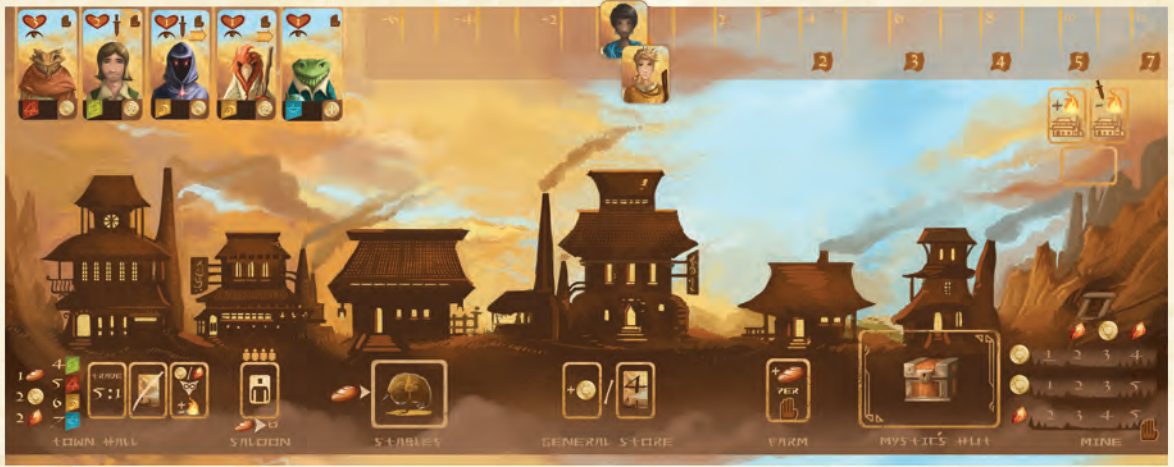 -6 -4 -2 4 6 8
2 3 4 5 7
+ -
1 4
2 5
6
2 7
TRADE
5:1
+ / 4
+
PER
1 2 3 4
1 2 3 5
2 3 4 5
TOWN HALL SALOON STABLES GENERAL STORE FARM MYSTIC'S HUT MINE